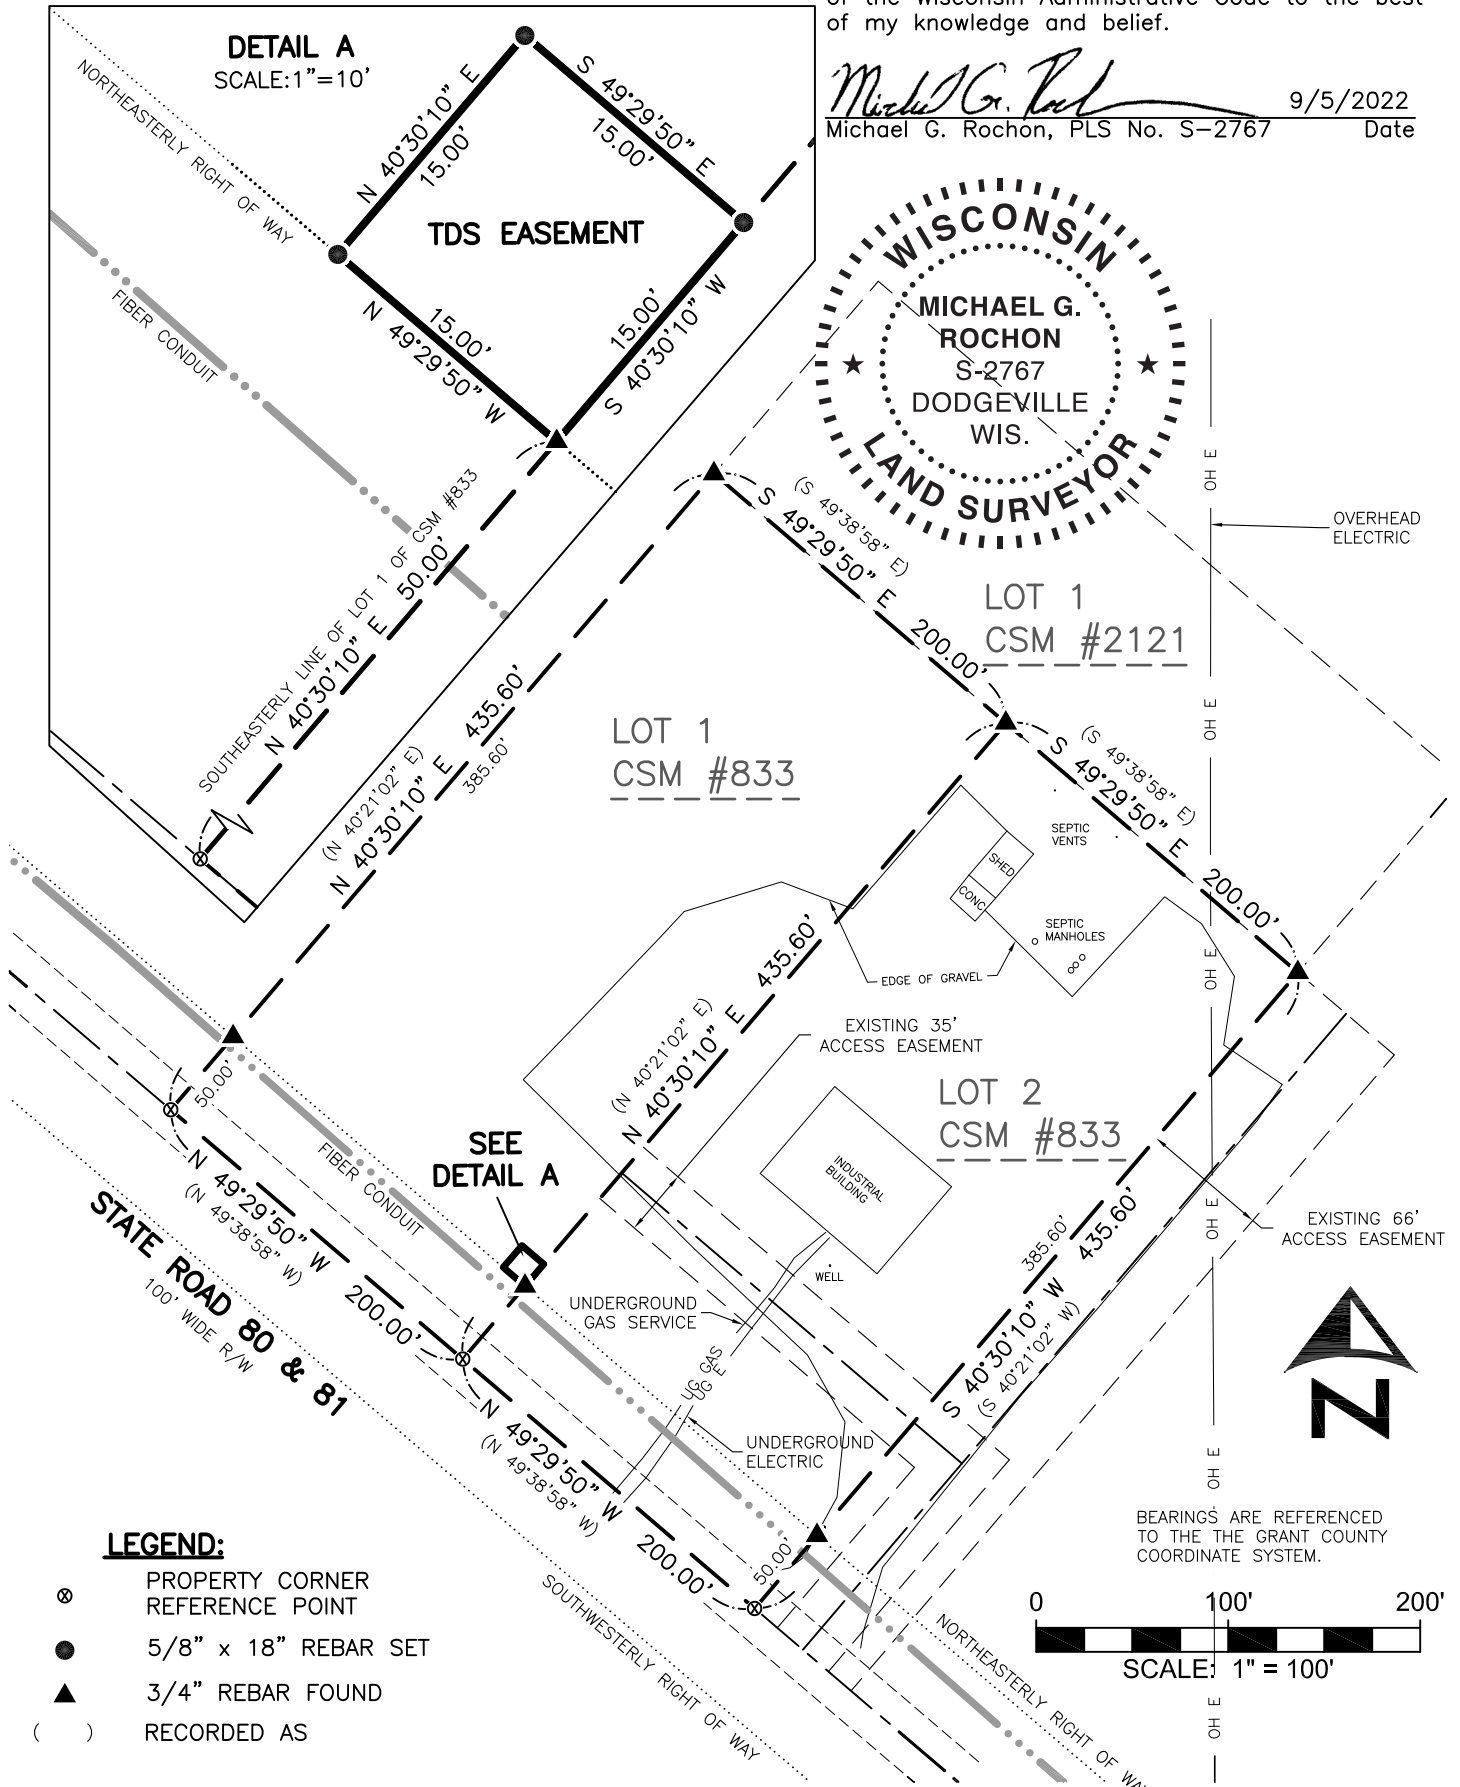 of the Wisconsin Administrative Code to the best
of my knowledge and belief.
9/5/2022
Michael G. Rochon, PLS No. S-2767
Date
DETAIL A
SCALE:1"=10'
NORTHEASTERLY RIGHT OF WAY
N 40°30'10" E
15.00'
S 49°29'50" E
15.00'
TDS EASEMENT
15.00'
N 49°29'50" W
15.00'
S 40°30'10" W
FIBER CONDUIT
SOUTHEASTERLY LINE OF LOT 1 OF CSM #833
N 40°30'10" E 50.00'
WISCONSIN
MICHAEL G.
ROCHON
S-2767
DODGEVILLE
WIS.
LAND SURVEYOR
OH E
OVERHEAD
ELECTRIC
(S 49°38'58" E)
S 49°29'50" E 200.00'
LOT 1
CSM #2121
OH E
LOT 1
CSM #833
(N 40°21'02" E)
N 40°30'10" E 435.60'
385.60'
(S 49°38'58" E)
S 49°29'50" E 200.00'
SEPTIC
VENTS
SHED
CONC
SEPTIC
MANHOLES
EDGE OF GRAVEL
OH E
(N 40°21'02" E)
N 40°30'10" E 435.60'
EXISTING 35'
ACCESS EASEMENT
LOT 2
CSM #833
INDUSTRIAL
BUILDING
WELL
50.00'
FIBER CONDUIT
SEE
DETAIL A
N 49°29'50" W 200.00'
(N 49°38'58" W)
STATE ROAD 80 & 81
100' WIDE R/W
UNDERGROUND
GAS SERVICE
UG GAS
UG E
UNDERGROUND
ELECTRIC
385.60'
S 40°30'10" W 435.60'
(S 40°21'02" W)
OH E
EXISTING 66'
ACCESS EASEMENT
N
N 49°29'50" W 200.00'
(N 49°38'58" W)
50.00'
OH E
BEARINGS ARE REFERENCED
TO THE THE GRANT COUNTY
COORDINATE SYSTEM.
0 100' 200'
SCALE: 1" = 100'
OH E
NORTHEASTERLY RIGHT OF WAY
SOUTHWESTERLY RIGHT OF WAY
LEGEND:
PROPERTY CORNER
REFERENCE POINT
5/8" x 18" REBAR SET
3/4" REBAR FOUND
( ) RECORDED AS